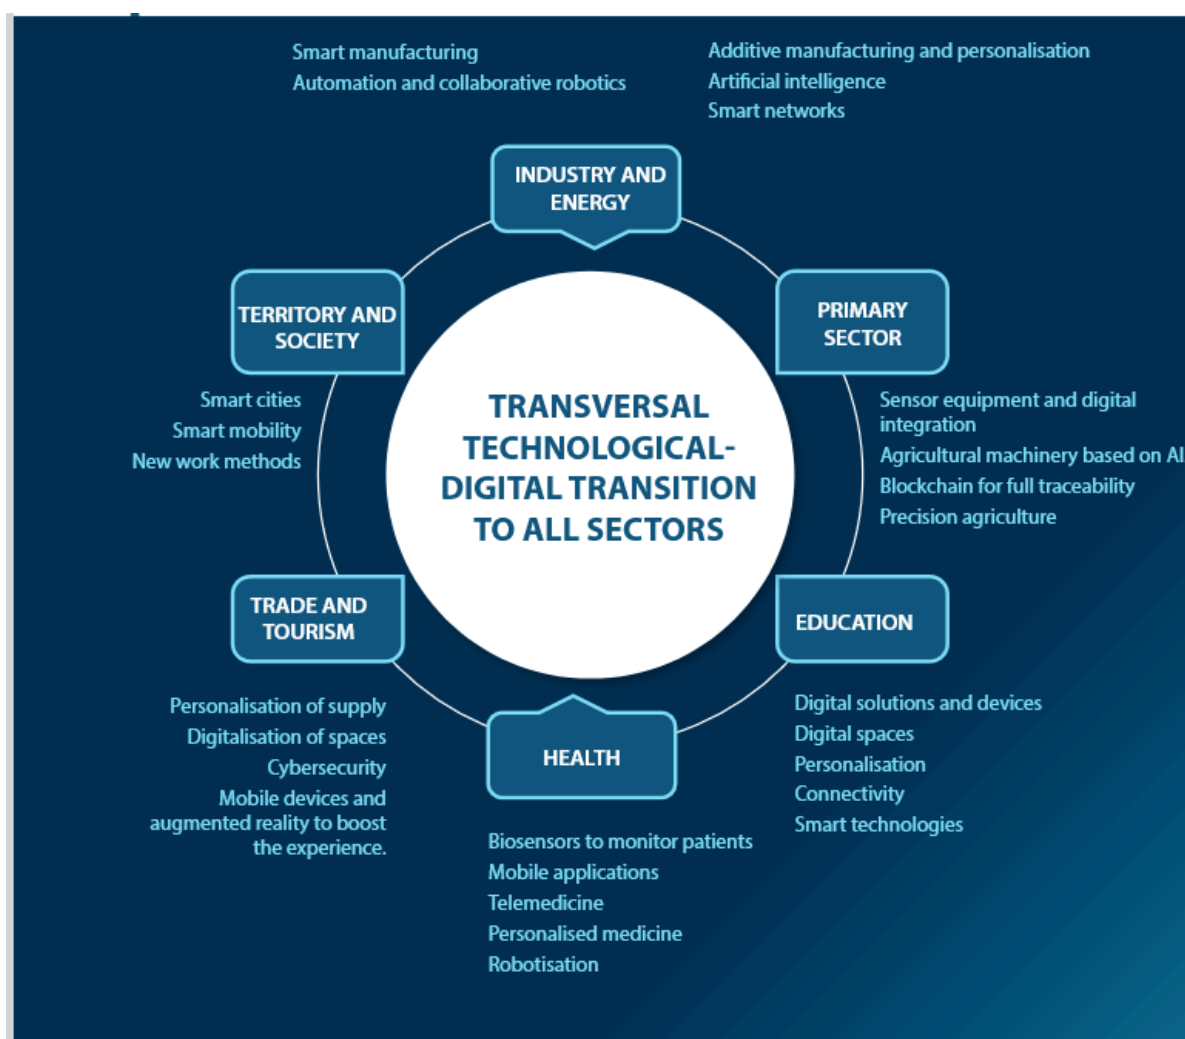 Smart manufacturing
Automation and collaborative robotics
Additive manufacturing and personalisation
Artificial intelligence
Smart networks
INDUSTRY AND
ENERGY
TERRITORY AND
SOCIETY
Smart cities
Smart mobility
New work methods
PRIMARY
SECTOR
Sensor equipment and digital
integration
Agricultural machinery based on AI
Blockchain for full traceability
Precision agriculture
TRANSVERSAL
TECHNOLOGICAL-
DIGITAL TRANSITION
TO ALL SECTORS
TRADE AND
TOURISM
Personalisation of supply
Digitalisation of spaces
Cybersecurity
Mobile devices and
augmented reality to boost
the experience.
HEALTH
Biosensors to monitor patients
Mobile applications
Telemedicine
Personalised medicine
Robotisation
EDUCATION
Digital solutions and devices
Digital spaces
Personalisation
Connectivity
Smart technologies